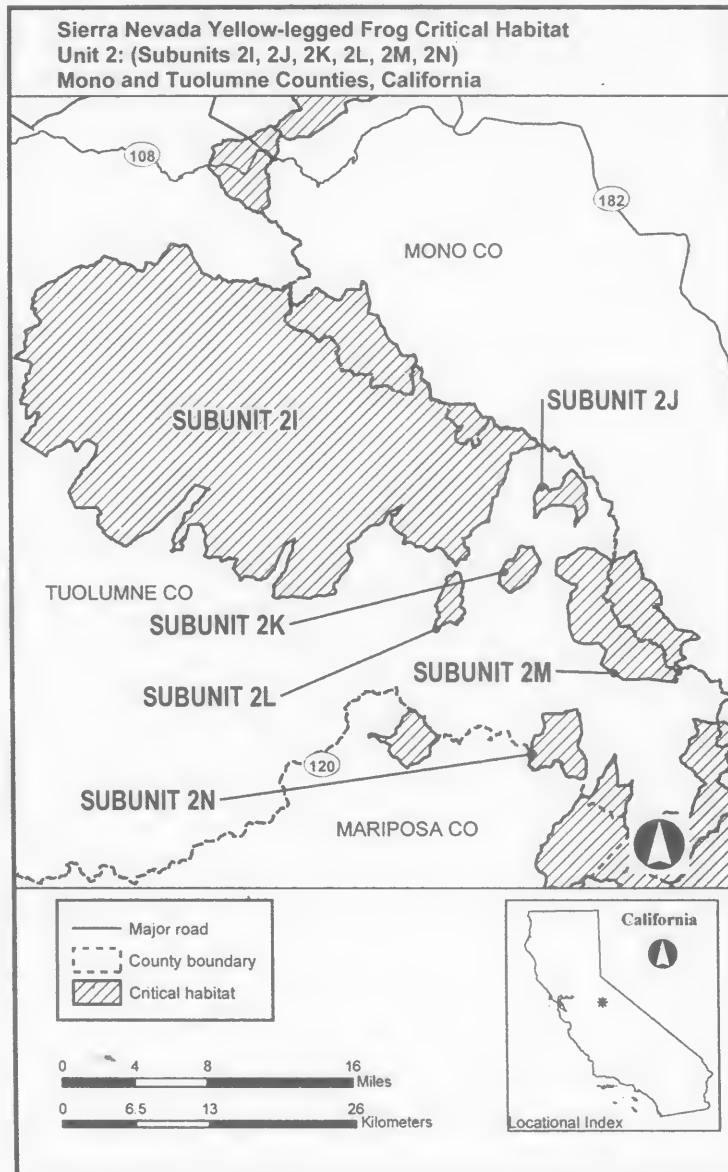 Sierra Nevada Yellow-legged Frog Critical Habitat
Unit 2: (Subunits 2I, 2J, 2K, 2L, 2M, 2N)
Mono and Tuolumne Counties, California
108
182
MONO CO
SUBUNIT 2J
SUBUNIT 2I
TUOLUMNE CO
SUBUNIT 2K
SUBUNIT 2M
SUBUNIT 2L
120
SUBUNIT 2N
MARIPOSA CO
Major road
County boundary
Critical habitat
California
0 4 8 16
Miles
0 6.5 13 26
Kilometers
Locational Index